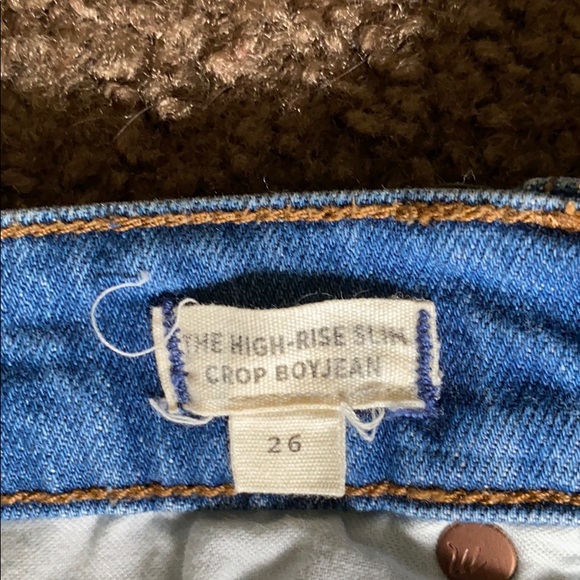 THE HIGH-RISE SLIM
CROP BOYJEAN
26